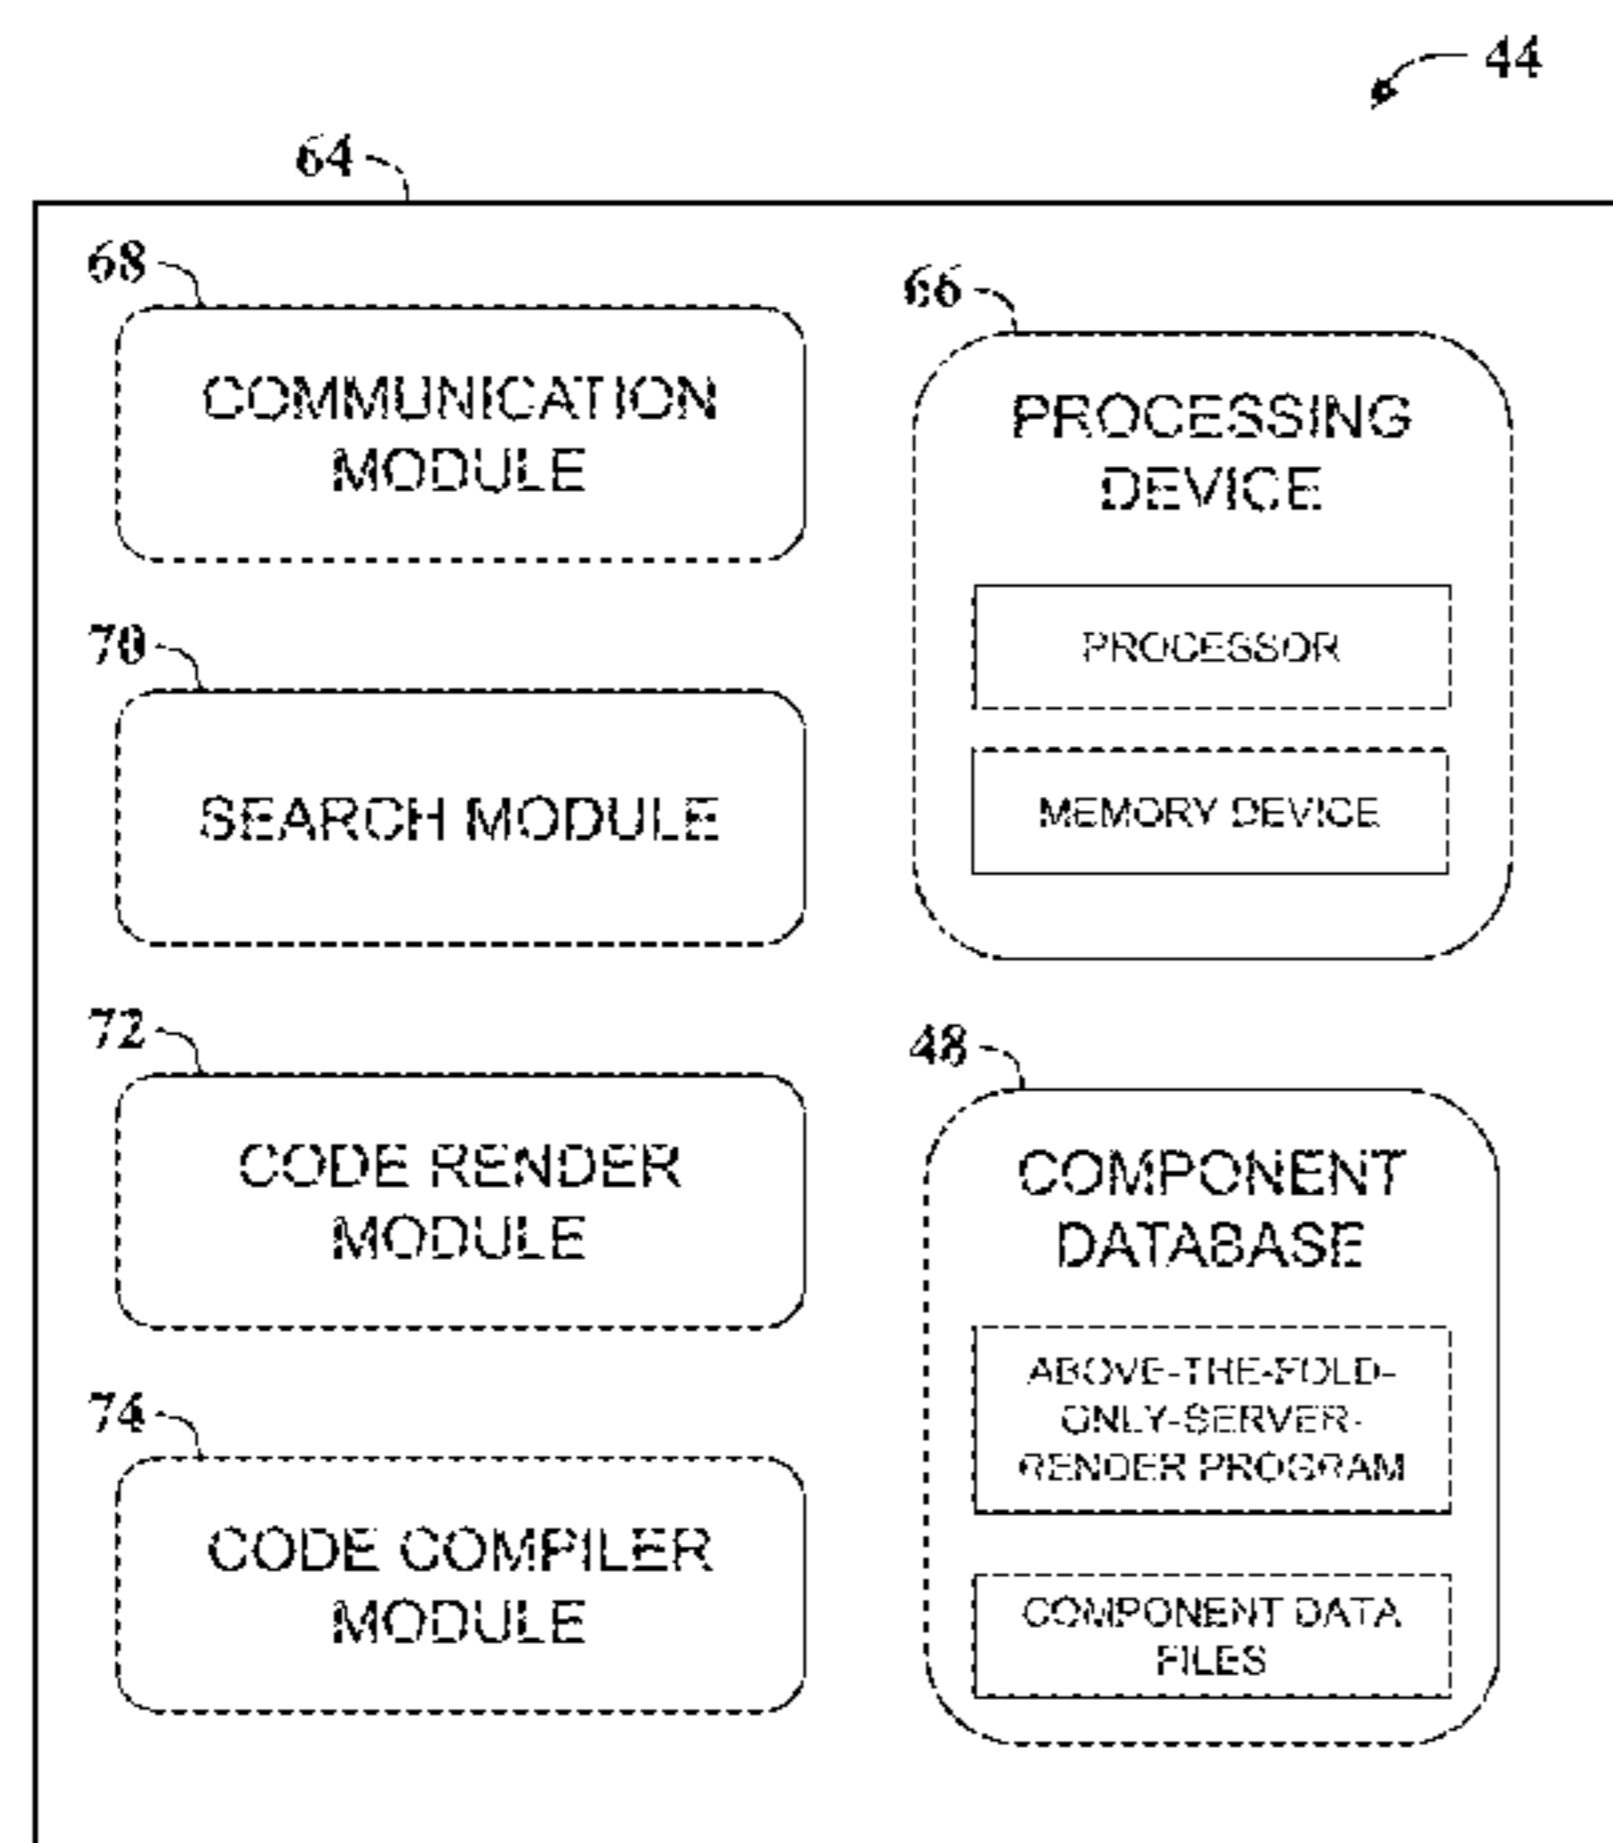 44
64
68
COMMUNICATION
MODULE
66
PROCESSING
DEVICE
PROCESSOR
MEMORY DEVICE
70
SEARCH MODULE
72
CODE RENDER
MODULE
48
COMPONENT
DATABASE
ABOVE-THE-FOLD-
ONLY-SERVER-
RENDER PROGRAM
COMPONENT DATA
FILES
74
CODE COMPILER
MODULE